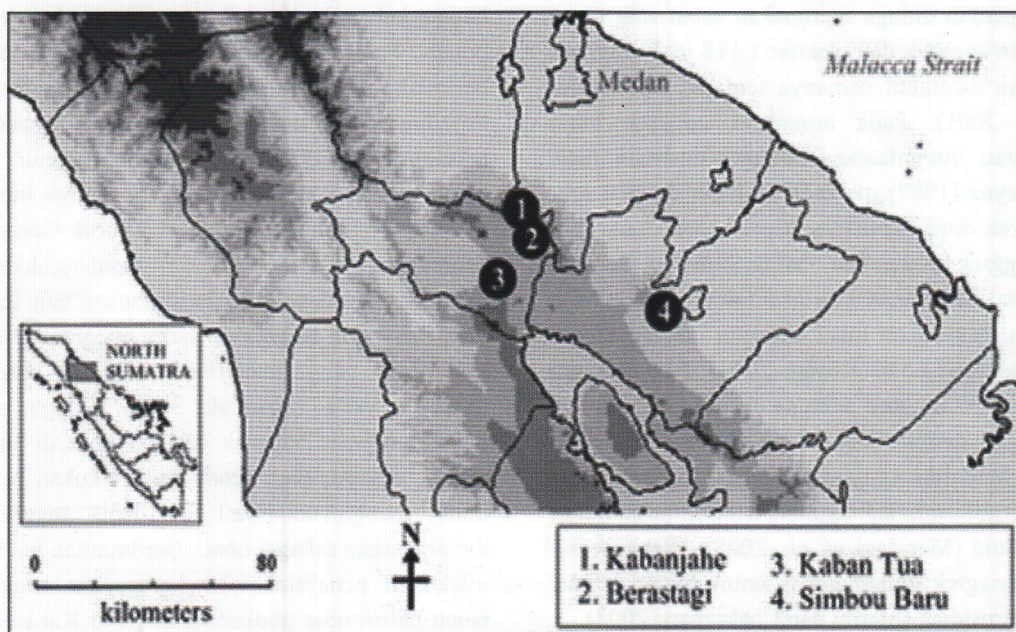 Medan
Malacca Strait
1
2
3
4
NORTH
SUMATRA
N
0 80
kilometers
1. Kabanjahe 3. Kaban Tua
2. Berastagi 4. Simbou Baru